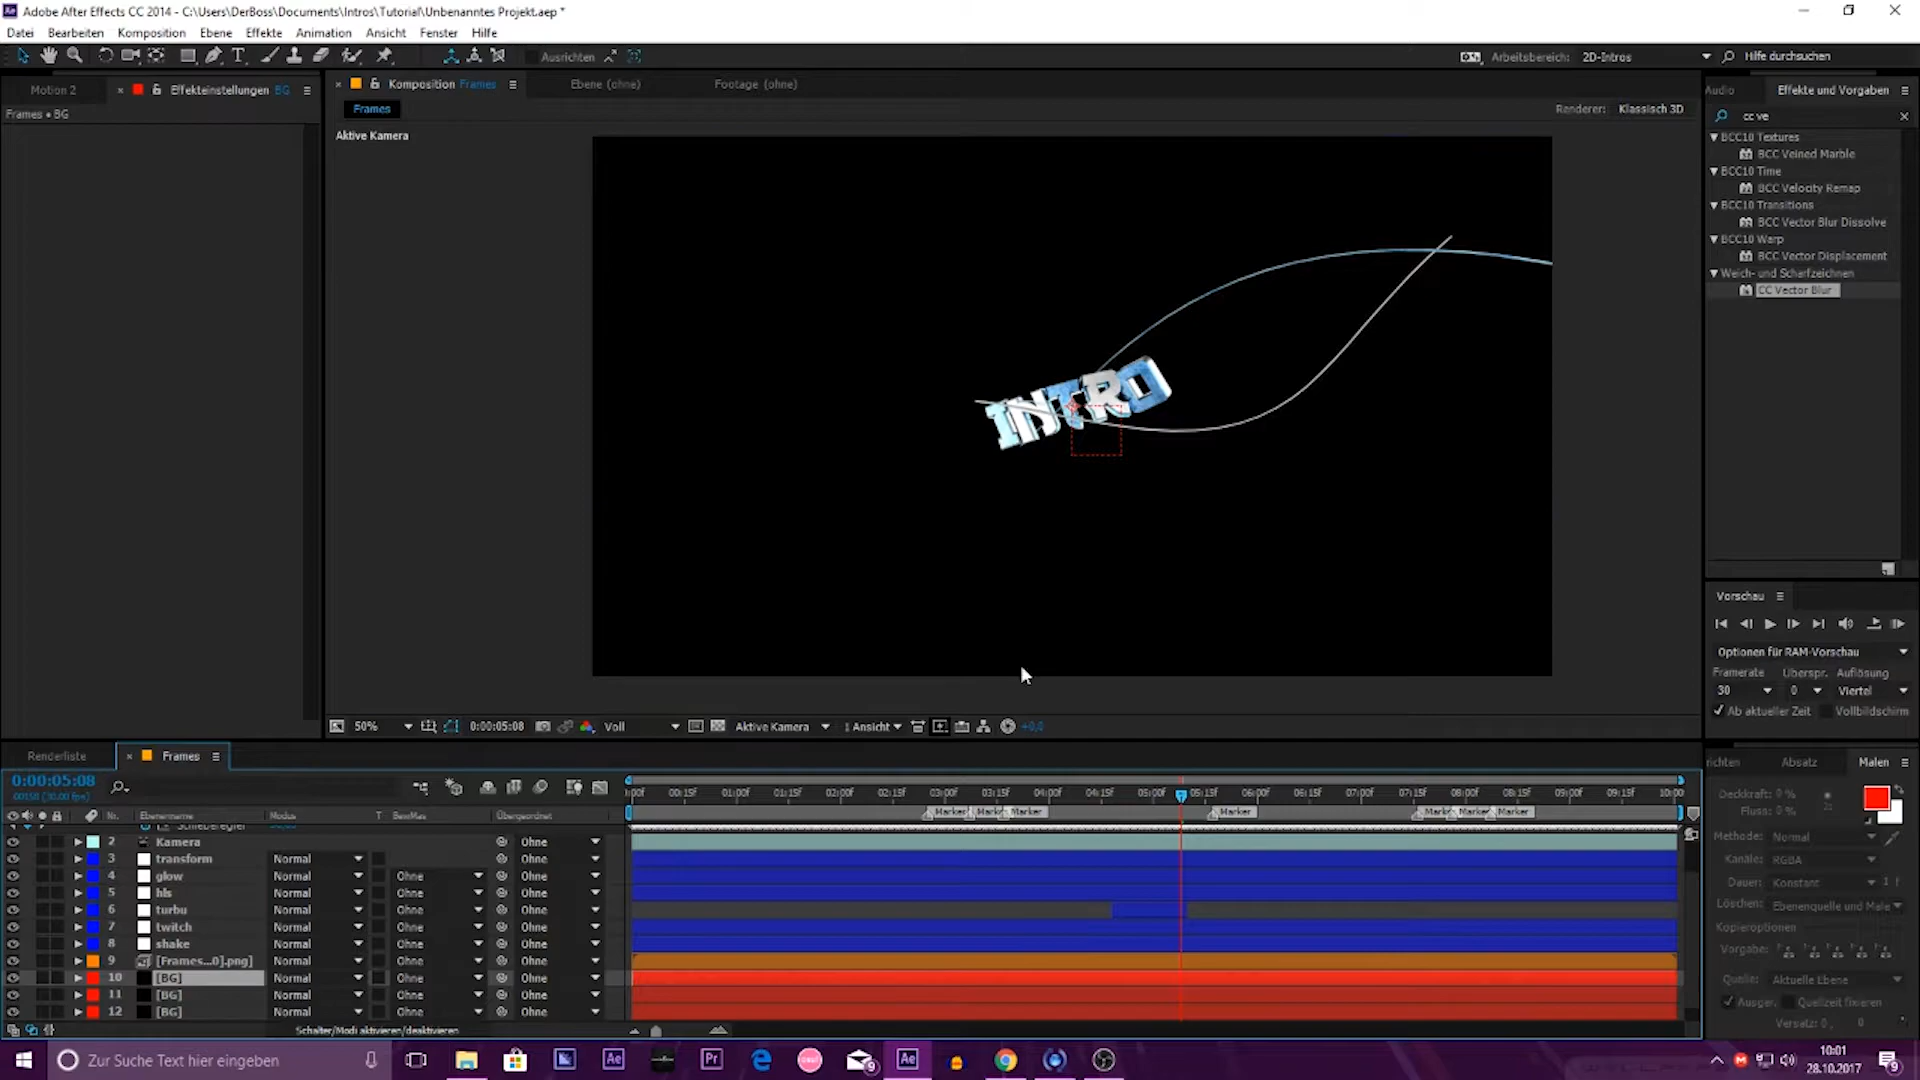 Adobe After Effects CC 2014 - C:\Users\DerBoss\Documents\Intros\Tutorial\Unbenanntes Projekt.aep *
Datei Bearbeiten Komposition Ebene Effekte Animation Ansicht Fenster Hilfe
Ausrichten Arbeitsbereich: 2D-Intros Hilfe durchsuchen
Motion 2 Effekteinstellungen BG Komposition Frames Ebene (ohne) Footage (ohne) Audio Effekte und Vorgaben
Frames • BG Frames Renderer: Klassisch 3D cc ve
Aktive Kamera
BCC10 Textures
BCC Veined Marble
BCC10 Time
BCC Velocity Remap
BCC10 Transitions
BCC Vector Blur Dissolve
BCC10 Warp
BCC Vector Displacement
Weich- und Scharfzeichnen
CC Vector Blur
INTRO
Vorschau
Optionen für RAM-Vorschau
Framerate Überspr. Auflösung
30 0 Viertel
Ab aktueller Zeit Vollbildschirm
50% 0:00:05:08 Voll Aktive Kamera 1 Ansicht +0,0
Renderliste Frames
richten Absatz Malen
0:00:05:08
00158 (30.00 fps)
:00f 00:15f 01:00f 01:15f 02:00f 02:15f 03:00f 03:15f 04:00f 04:15f 05:00f 05:15f 06:00f 06:15f 07:00f 07:15f 08:00f 08:15f 09:00f 09:15f 10:00
Nr. Ebenenname Modus T BewMas Übergeordnet
Marker Mark Marker Marker Mark Marker Marker
Schieberegler
2 Kamera Ohne
3 transform Normal Ohne
4 glow Normal Ohne Ohne
5 hls Normal Ohne Ohne
6 turbu Normal Ohne Ohne
7 twitch Normal Ohne Ohne
8 shake Normal Ohne Ohne
9 [Frames...0].png] Normal Ohne Ohne
10 [BG] Normal Ohne Ohne
11 [BG] Normal Ohne Ohne
12 [BG] Normal Ohne Ohne
Schalter/Modi aktivieren/deaktivieren
Deckkraft: 0 %
Fluss: 0 %
Methode: Normal
Kanäle: RGBA
Dauer: Konstant 1 f
Löschen: Ebenenquelle und Male
Kopieroptionen
Vorgabe:
Quelle: Aktuelle Ebene
Ausger. Quellzeit fixieren
Versatz: 0 , 0
Zur Suche Text hier eingeben
Ae Pr Ae
9
10:01
28.10.2017
9